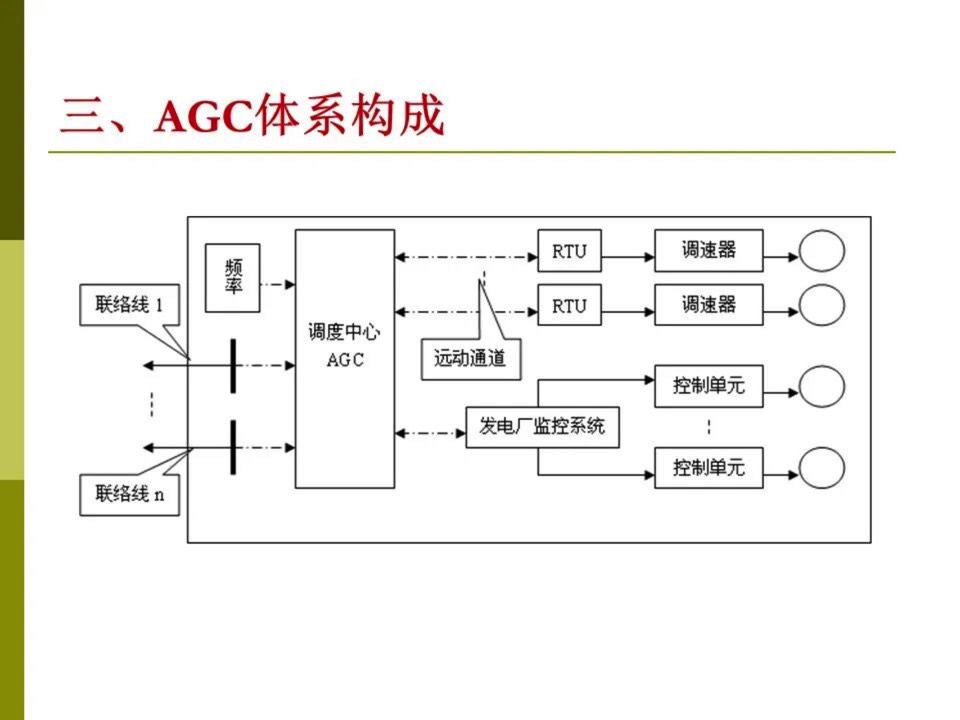 三、AGC体系构成
频
率
联络线 1
调度中心
AGC
RTU
调速器
RTU
调速器
远动通道
控制单元
发电厂监控系统
控制单元
联络线 n